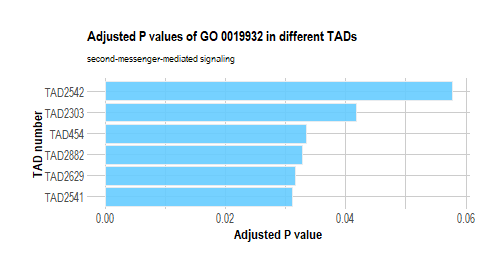 Adjusted P values of GO 0019932 in different TADs
second-messenger-mediated signaling
TAD number
TAD2542
TAD2303
TAD454
TAD2882
TAD2629
TAD2541
0.00 0.02 0.04 0.06
Adjusted P value